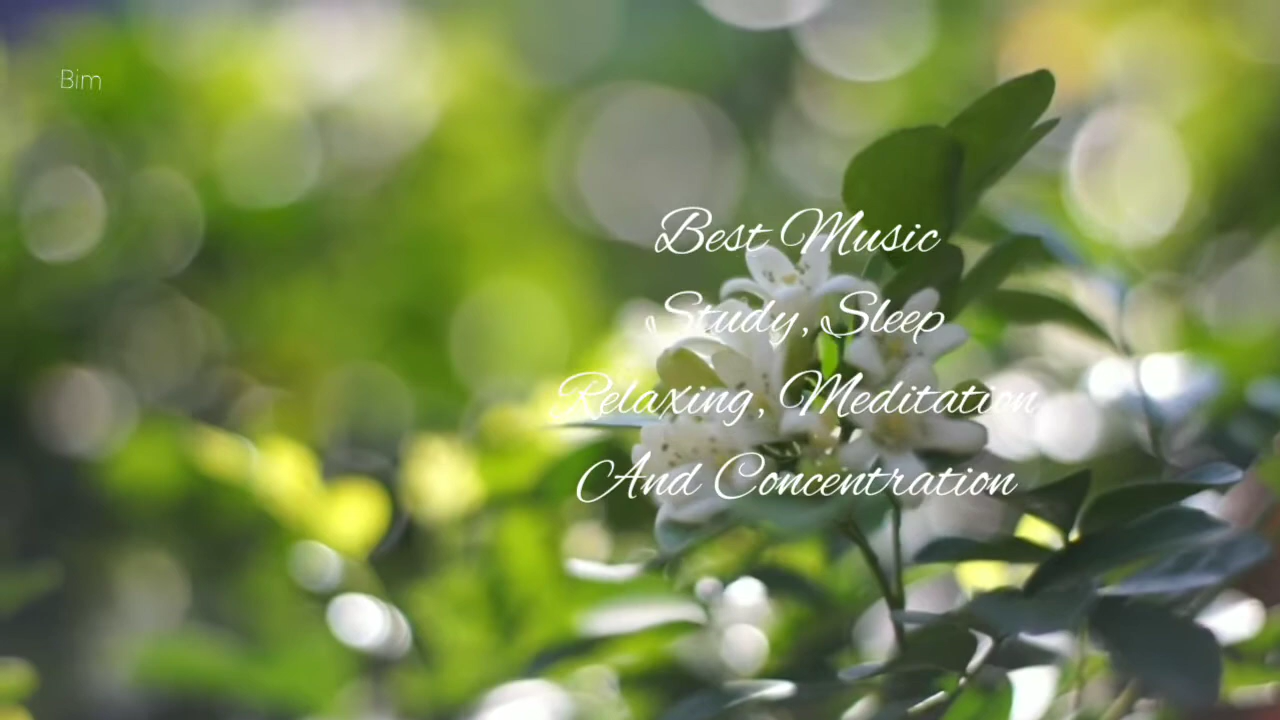 Bim
Best Music
Study, Sleep
Relaxing, Meditation
And Concentration